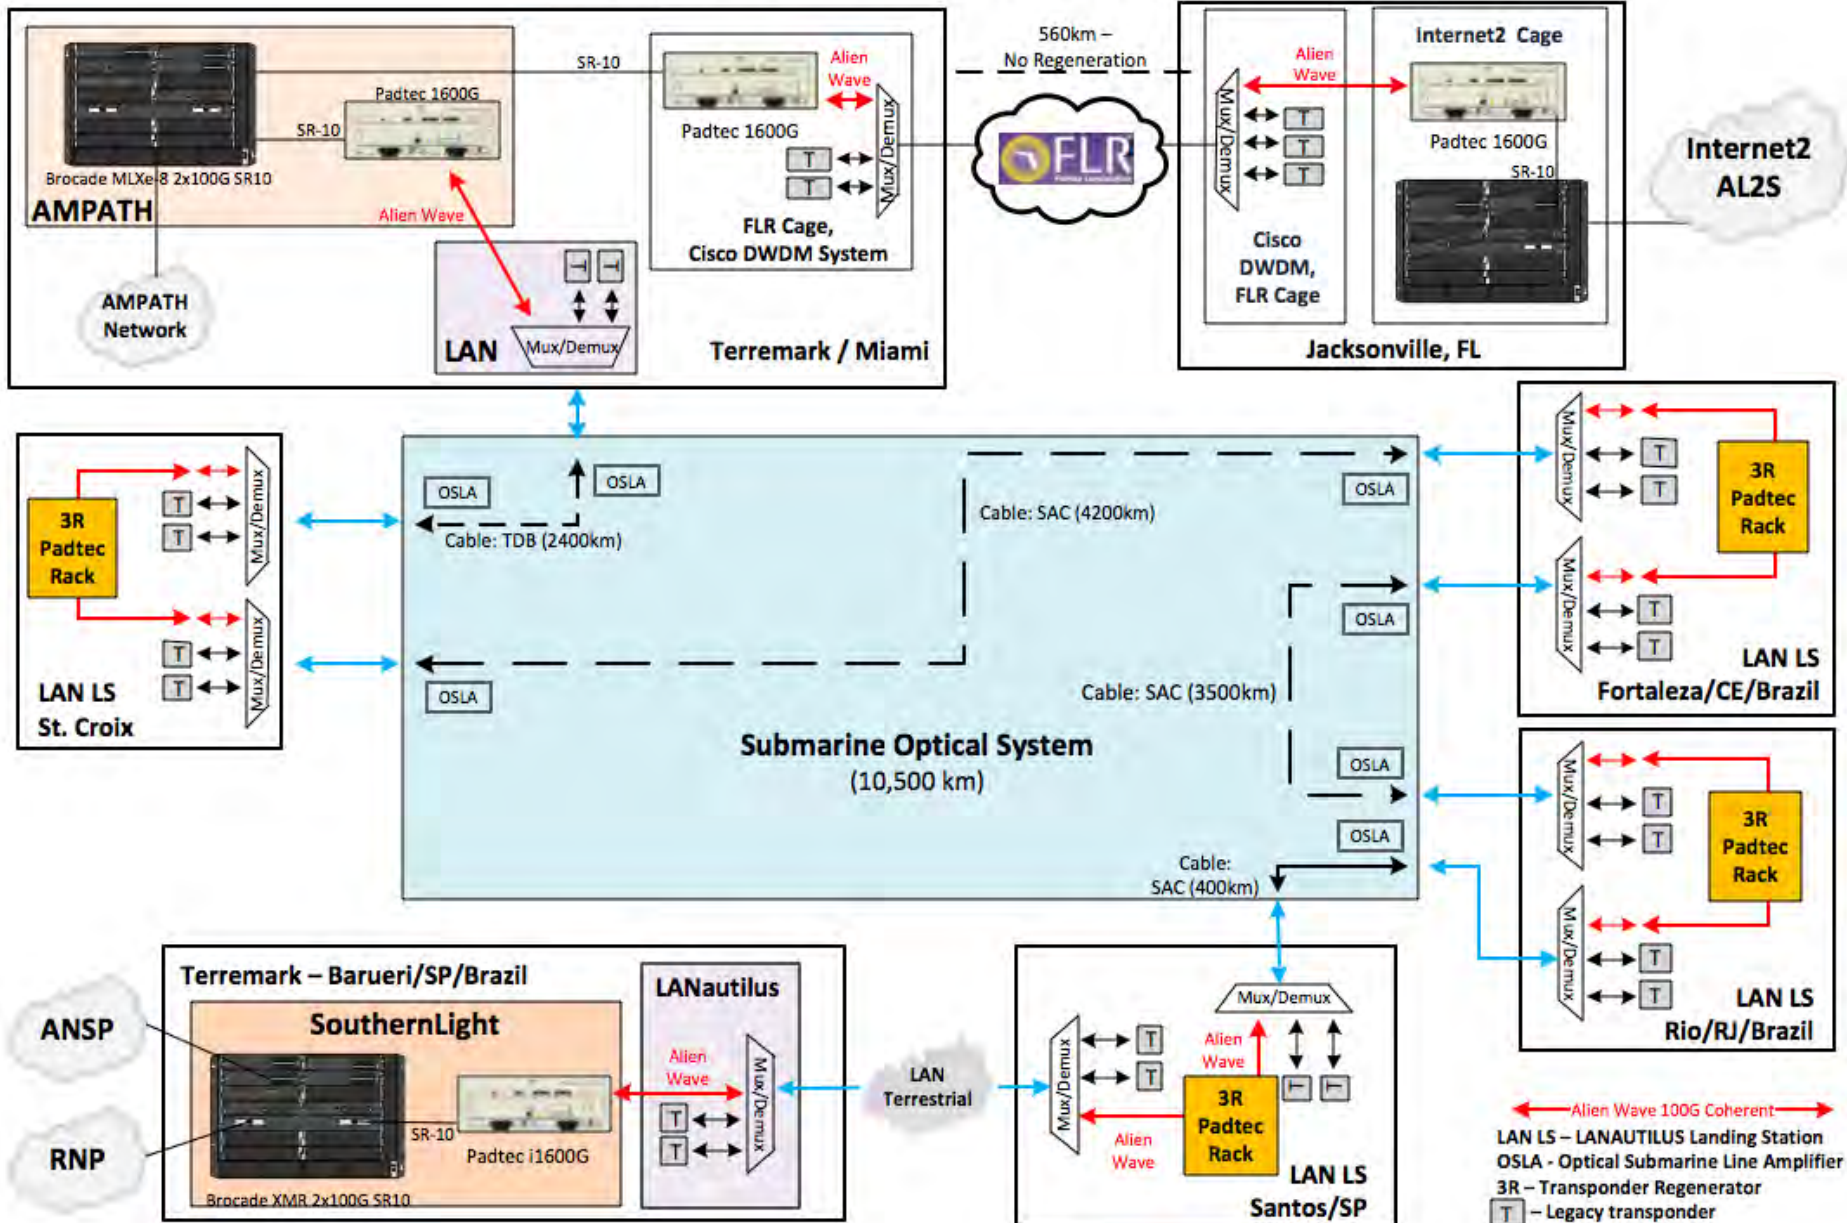 AMPATH
Brocade MLXe-8 2x100G SR10
Padtec 1600G
SR-10
SR-10
Alien Wave
AMPATH
Network
LAN
Mux/Demux
T
T
Padtec 1600G
Alien
Wave
Mux/Demux
T
T
FLR Cage,
Cisco DWDM System
Terremark / Miami
560km –
No Regeneration
FLR
Mux/Demux
T
T
T
Cisco
DWDM,
FLR Cage
Alien
Wave
Internet2 Cage
Padtec 1600G
SR-10
Jacksonville, FL
Internet2
AL2S
3R
Padtec
Rack
T
T
Mux/Demux
T
T
Mux/Demux
LAN LS
St. Croix
OSLA
OSLA
Cable: TDB (2400km)
OSLA
Cable: SAC (4200km)
OSLA
OSLA
Cable: SAC (3500km)
OSLA
OSLA
Cable:
SAC (400km)
Submarine Optical System
(10,500 km)
Mux/Demux
T
T
3R
Padtec
Rack
Mux/Demux
T
T
LAN LS
Fortaleza/CE/Brazil
Mux/Demux
T
T
3R
Padtec
Rack
Mux/Demux
T
T
LAN LS
Rio/RJ/Brazil
ANSP
RNP
Terremark – Barueri/SP/Brazil
SouthernLight
Brocade XMR 2x100G SR10
SR-10
Padtec i1600G
LANautilus
Alien
Wave
T
T
Mux/Demux
LAN
Terrestrial
Mux/Demux
T
T
Mux/Demux
Alien
Wave
T
T
3R
Padtec
Rack
Alien
Wave
LAN LS
Santos/SP
Alien Wave 100G Coherent
LAN LS – LANAUTILUS Landing Station
OSLA - Optical Submarine Line Amplifier
3R – Transponder Regenerator
T – Legacy transponder